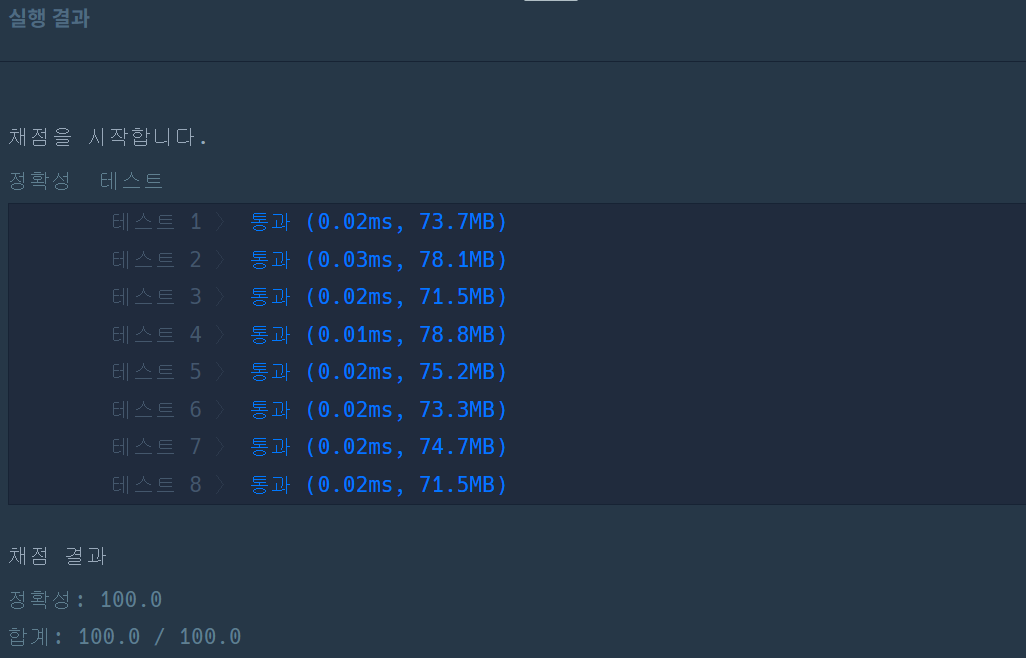 실행 결과
채점을 시작합니다.
정확성 테스트
테스트 1 〉 통과 (0.02ms, 73.7MB)
테스트 2 〉 통과 (0.03ms, 78.1MB)
테스트 3 〉 통과 (0.02ms, 71.5MB)
테스트 4 〉 통과 (0.01ms, 78.8MB)
테스트 5 〉 통과 (0.02ms, 75.2MB)
테스트 6 〉 통과 (0.02ms, 73.3MB)
테스트 7 〉 통과 (0.02ms, 74.7MB)
테스트 8 〉 통과 (0.02ms, 71.5MB)
채점 결과
정확성: 100.0
합계: 100.0 / 100.0